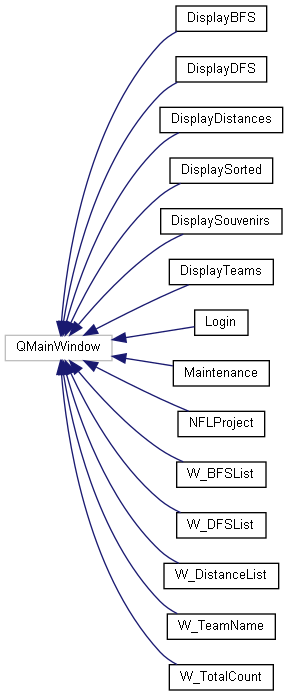 DisplayBFS
DisplayDFS
DisplayDistances
DisplaySorted
DisplaySouvenirs
DisplayTeams
Login
QMainWindow
Maintenance
NFLProject
W_BFSList
W_DFSList
W_DistanceList
W_TeamName
W_TotalCount